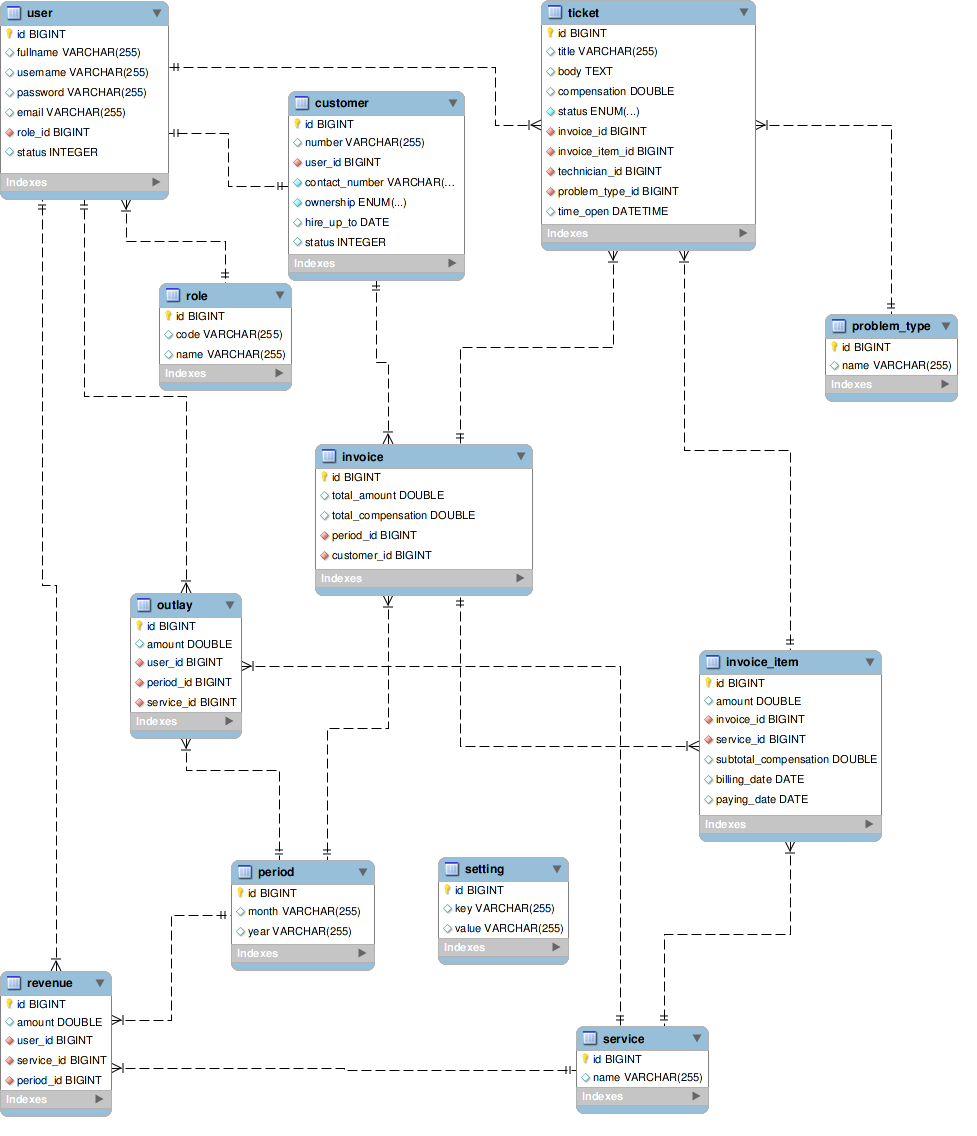 user
id BIGINT
fullname VARCHAR(255)
username VARCHAR(255)
password VARCHAR(255)
email VARCHAR(255)
role_id BIGINT
status INTEGER
Indexes
ticket
id BIGINT
title VARCHAR(255)
body TEXT
compensation DOUBLE
status ENUM(...)
invoice_id BIGINT
invoice_item_id BIGINT
technician_id BIGINT
problem_type_id BIGINT
time_open DATETIME
Indexes
customer
id BIGINT
number VARCHAR(255)
user_id BIGINT
contact_number VARCHAR(...
ownership ENUM(...)
hire_up_to DATE
status INTEGER
Indexes
role
id BIGINT
code VARCHAR(255)
name VARCHAR(255)
Indexes
problem_type
id BIGINT
name VARCHAR(255)
Indexes
invoice
id BIGINT
total_amount DOUBLE
total_compensation DOUBLE
period_id BIGINT
customer_id BIGINT
Indexes
outlay
id BIGINT
amount DOUBLE
user_id BIGINT
period_id BIGINT
service_id BIGINT
Indexes
invoice_item
id BIGINT
amount DOUBLE
invoice_id BIGINT
service_id BIGINT
subtotal_compensation DOUBLE
billing_date DATE
paying_date DATE
Indexes
period
id BIGINT
month VARCHAR(255)
year VARCHAR(255)
Indexes
setting
id BIGINT
key VARCHAR(255)
value VARCHAR(255)
Indexes
revenue
id BIGINT
amount DOUBLE
user_id BIGINT
service_id BIGINT
period_id BIGINT
Indexes
service
id BIGINT
name VARCHAR(255)
Indexes